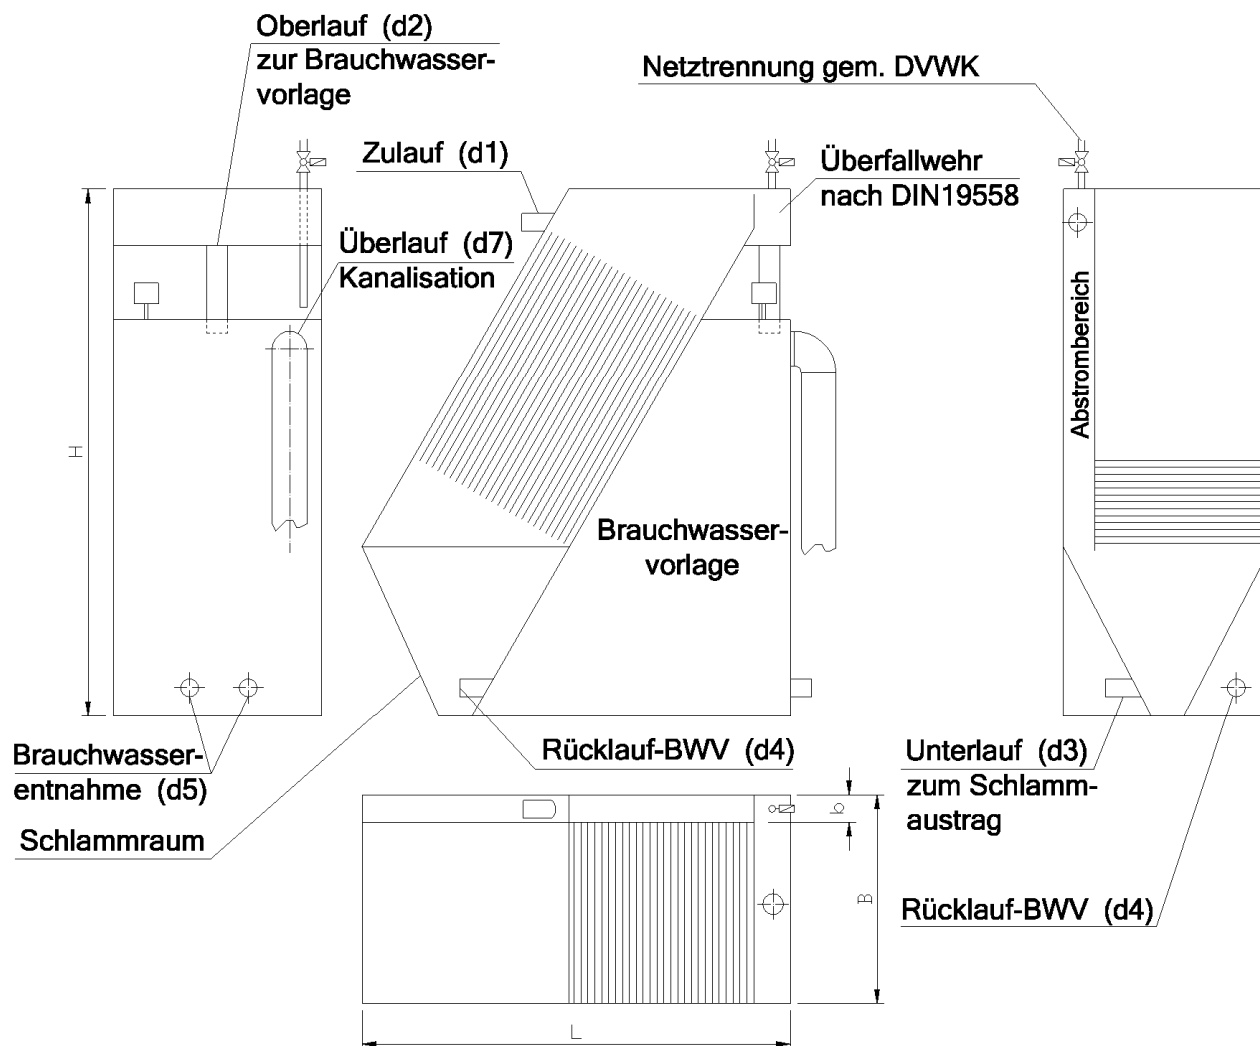 Oberlauf (d2)
zur Brauchwasser-
vorlage
Netztrennung gem. DVWK
Zulauf (d1)
Überfallwehr
nach DIN19558
Überlauf (d7)
Kanalisation
Abstrombereich
H
Brauchwasser-
vorlage
Brauchwasser-
entnahme (d5)
Rücklauf-BWV (d4)
Unterlauf (d3)
zum Schlamm-
austrag
Schlammraum
b
B
Rücklauf-BWV (d4)
L